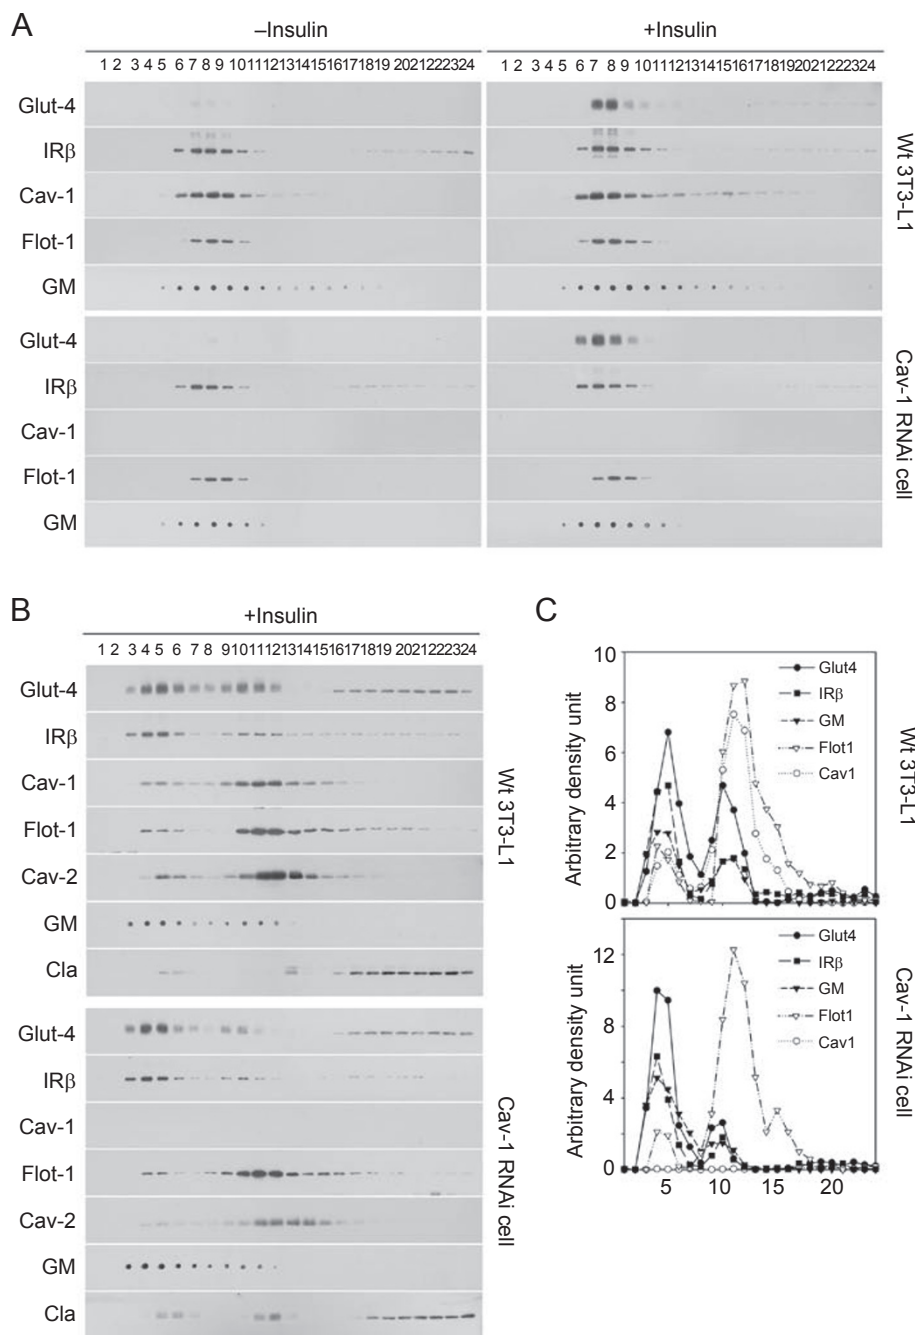 A
–Insulin
+Insulin
1 2 3 4 5 6 7 8 9 10 11 12 13 14 15 16 17 18 19 20 21 22 23 24
1 2 3 4 5 6 7 8 9 10 11 12 13 14 15 16 17 18 19 20 21 22 23 24
Glut-4
IRβ
Cav-1
Flot-1
GM
Wt 3T3-L1
Glut-4
IRβ
Cav-1
Flot-1
GM
Cav-1 RNAi cell
B
+Insulin
1 2 3 4 5 6 7 8 9 10 11 12 13 14 15 16 17 18 19 20 21 22 23 24
Glut-4
IRβ
Cav-1
Flot-1
Cav-2
GM
Cla
Wt 3T3-L1
Glut-4
IRβ
Cav-1
Flot-1
Cav-2
GM
Cla
Cav-1 RNAi cell
C
10
8
6
4
2
0
Arbitrary density unit
Glut4
IRβ
GM
Flot1
Cav1
Wt 3T3-L1
12
8
4
0
Arbitrary density unit
Glut4
IRβ
GM
Flot1
Cav1
5 10 15 20
Cav-1 RNAi cell